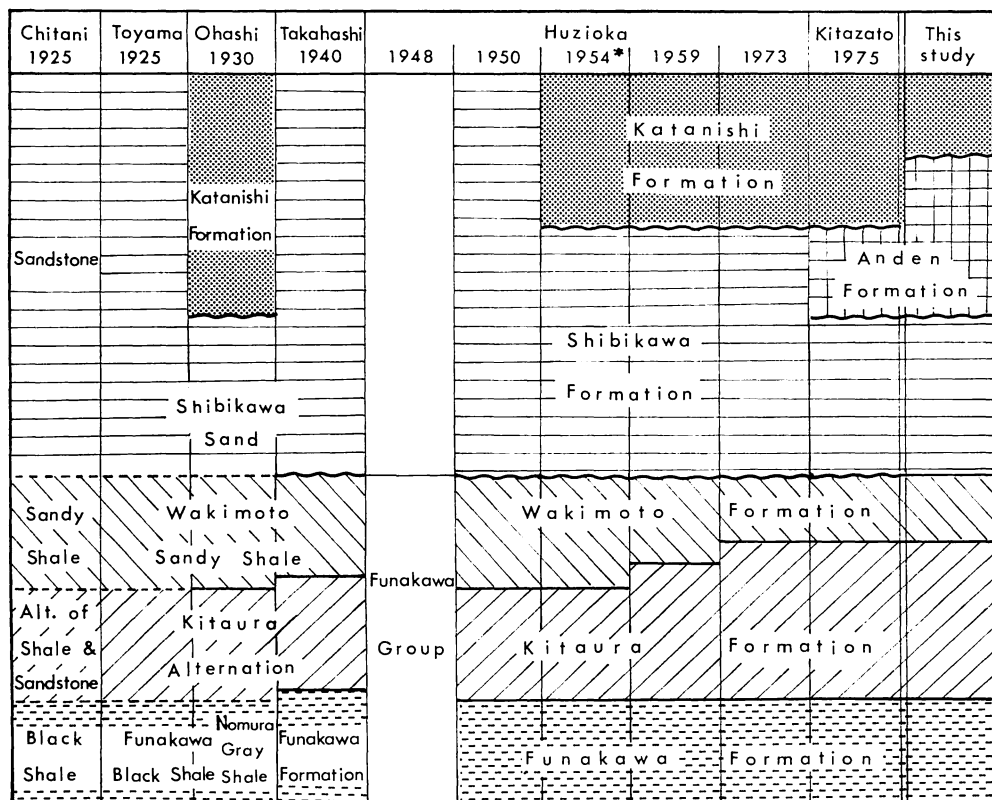 Chitani 1925
Toyama 1925
Ohashi 1930
Takahashi 1940
Huzioka
1948
1950
1954*
1959
1973
Kitazato 1975
This study
Sandstone
Katanishi
Formation
Shibikawa
Sand
Katanishi
Formation
Anden
Formation
Shibikawa
Formation
Sandy
Shale
Wakimoto
Sandy Shale
Funakawa
Group
Wakimoto Formation
Alt. of
Shale &
Sandstone
Kitaura
Alternation
Kitaura Formation
Black
Shale
Funakawa
Black Shale
Nomura
Gray
Shale
Funakawa
Formation
Funakawa Formation